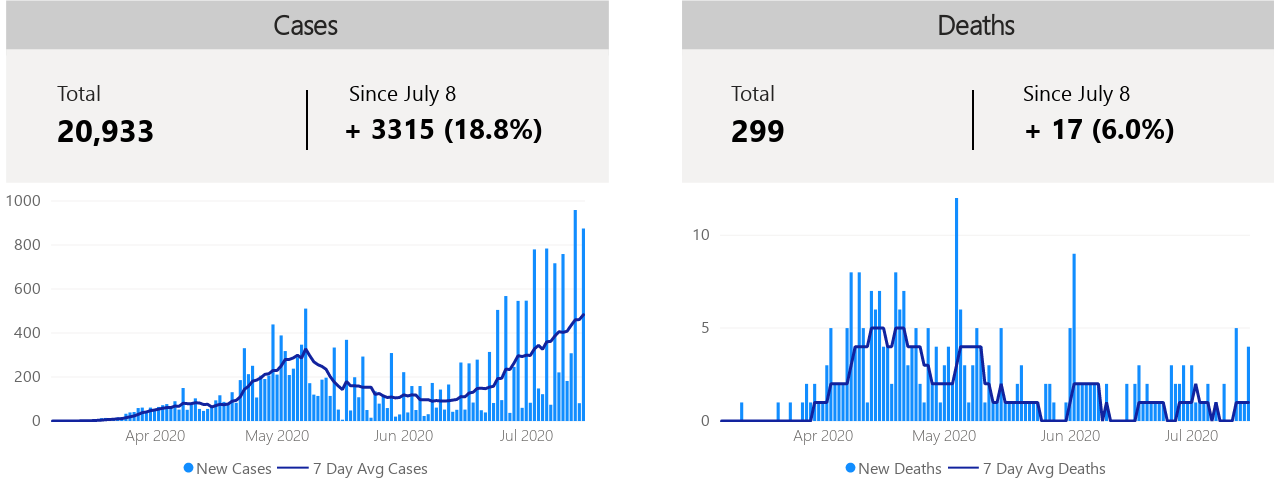 Cases
Total
Since July 8
20,933
+ 3315 (18.8%)
1000
800
600
400
200
0
Apr 2020
May 2020
Jun 2020
Jul 2020
New Cases
7 Day Avg Cases
Deaths
Total
Since July 8
299
+ 17 (6.0%)
10
5
0
Apr 2020
May 2020
Jun 2020
Jul 2020
New Deaths
7 Day Avg Deaths